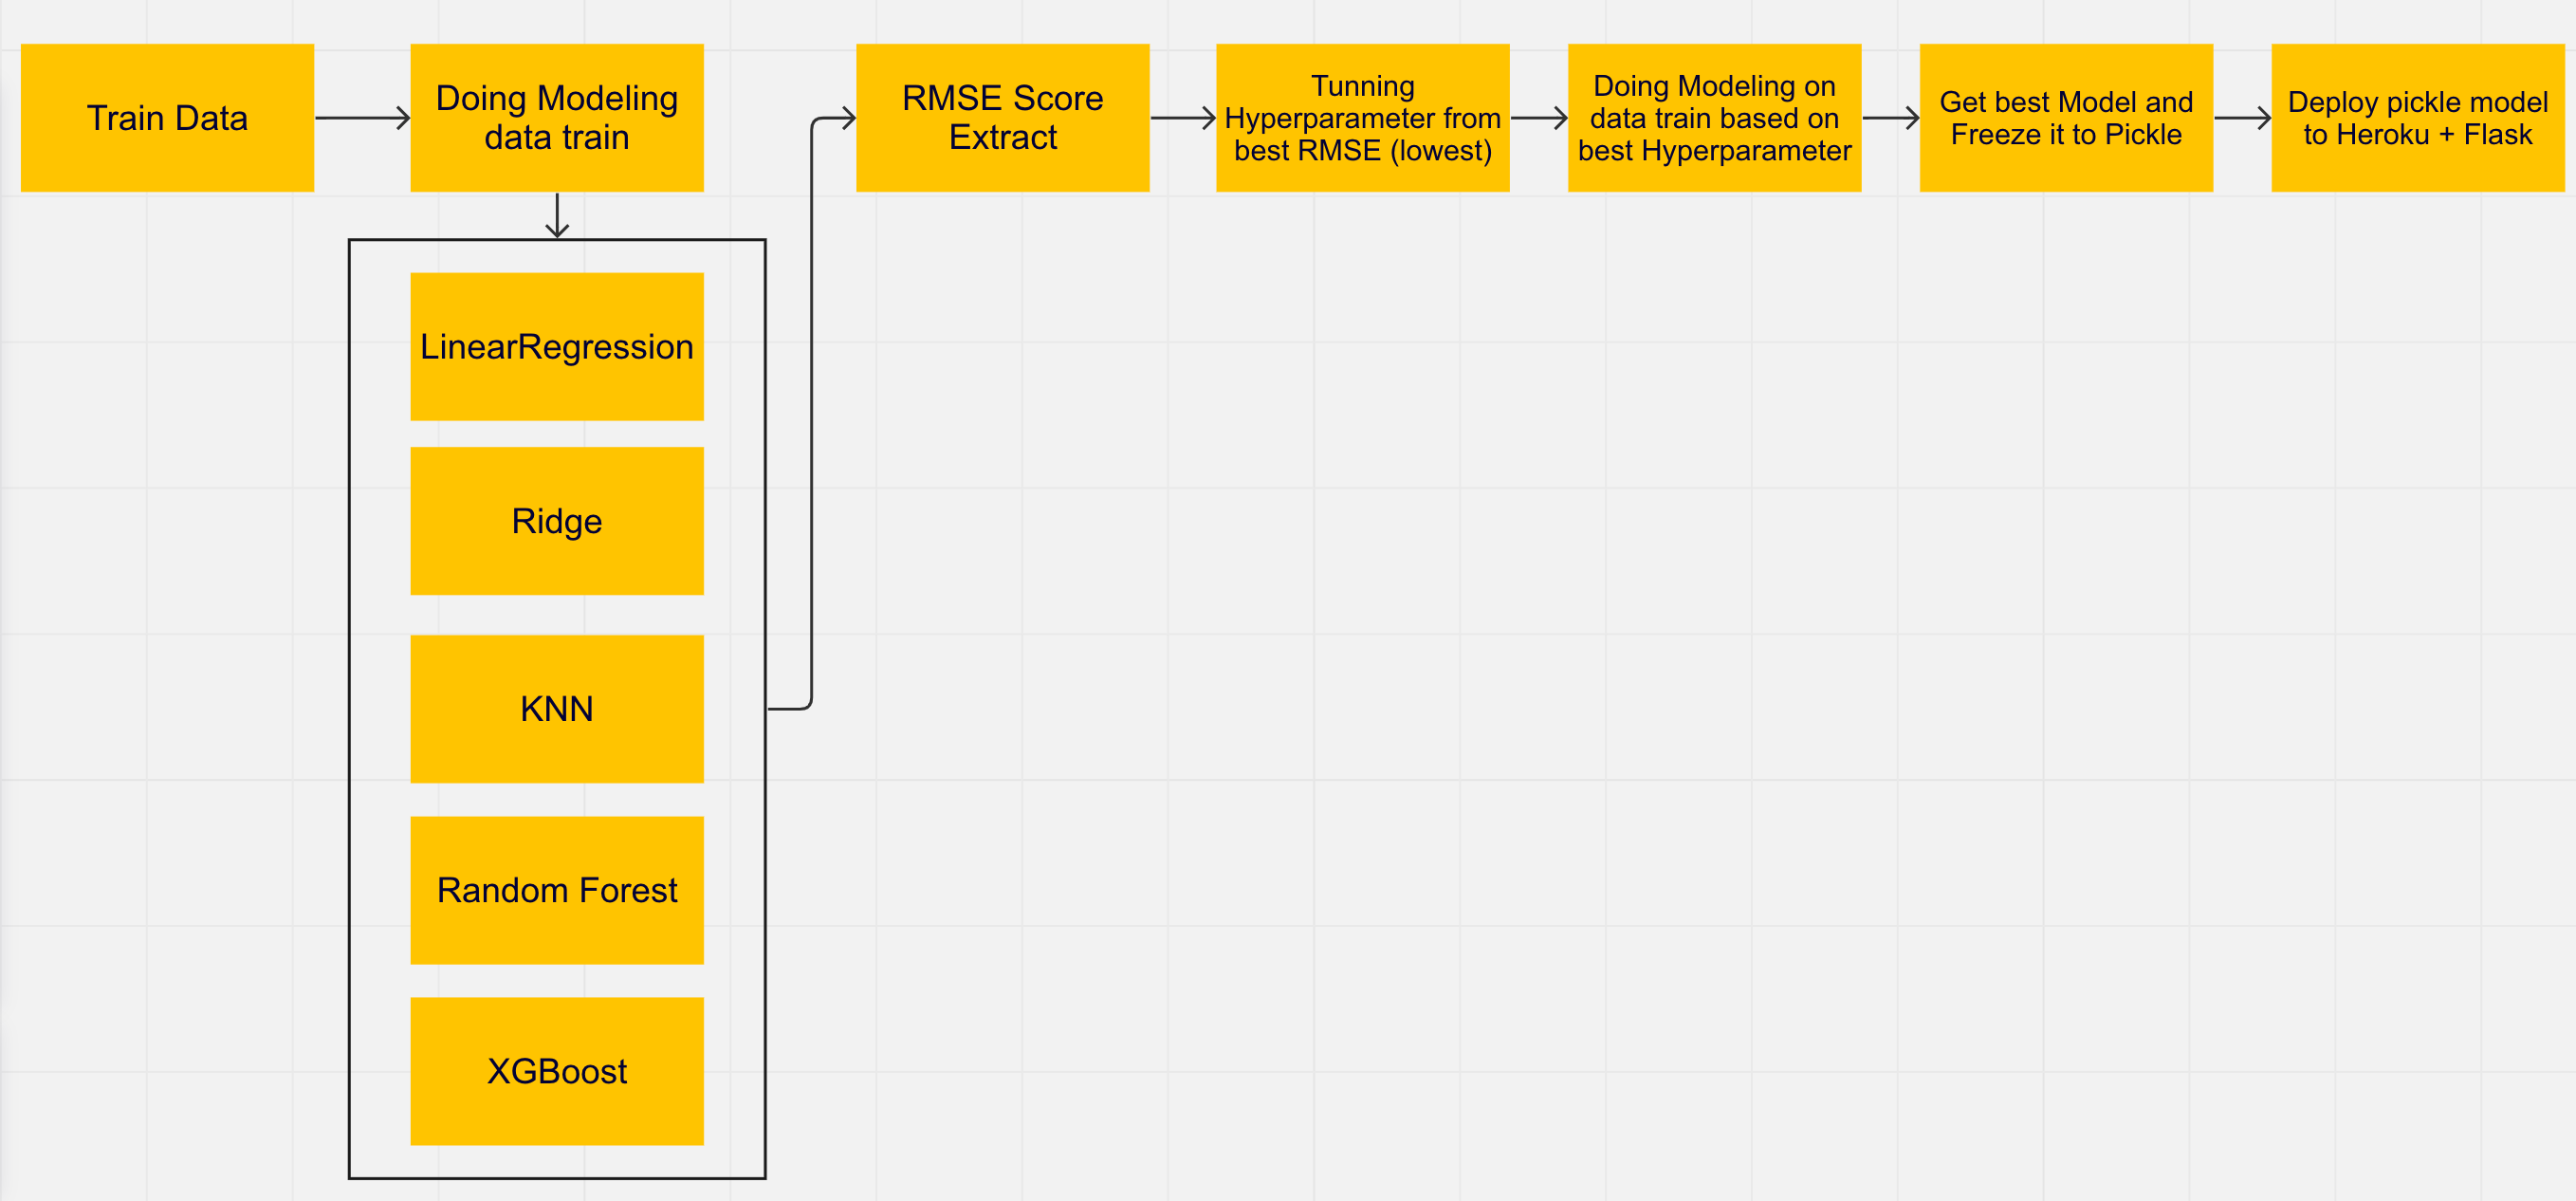 Train Data
Doing Modeling
data train
LinearRegression
Ridge
KNN
Random Forest
XGBoost
RMSE Score
Extract
Tunning
Hyperparameter from
best RMSE (lowest)
Doing Modeling on
data train based on
best Hyperparameter
Get best Model and
Freeze it to Pickle
Deploy pickle model
to Heroku + Flask